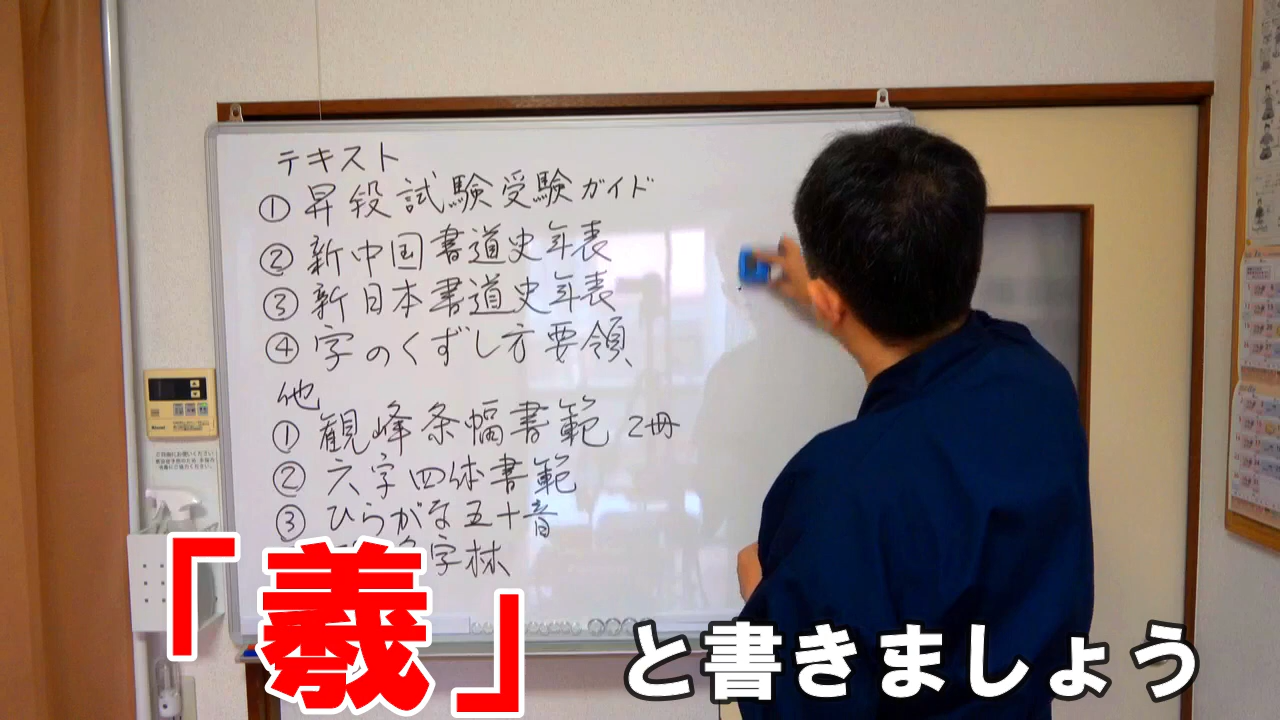 テキスト
①昇段試験受験ガイド
②新中国書道史年表
③新日本書道史年表
④字のくずし方要領
他
①観峰条幅書範 2冊
②六字四体書範
③ひらがな五十音
字林
「羲」と書きましょう